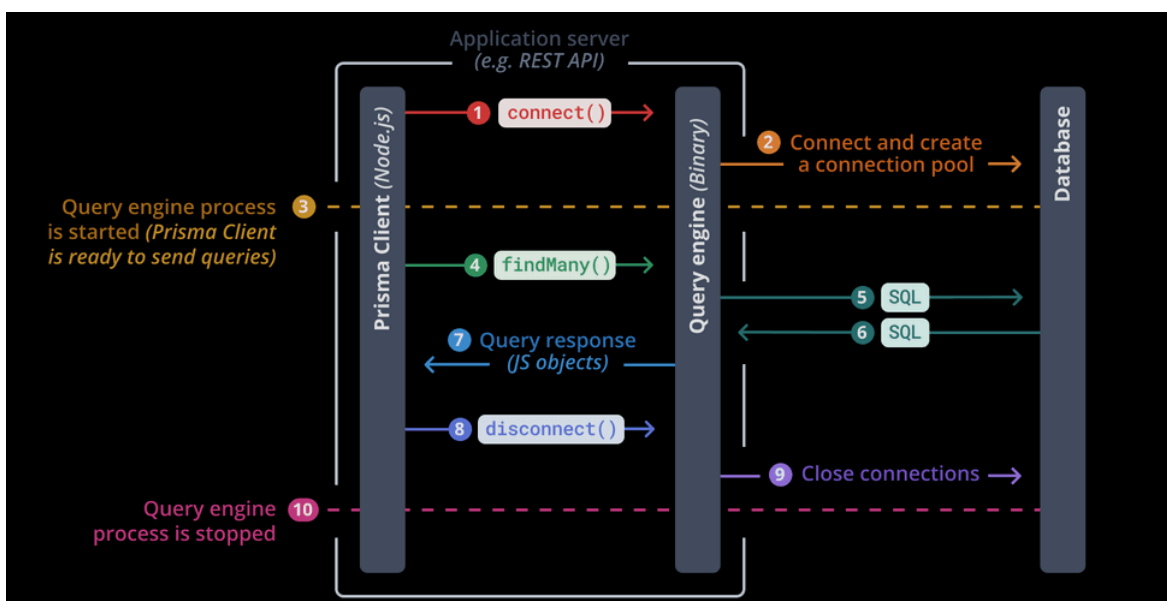 Application server
(e.g. REST API)
Prisma Client (Node.js)
Query engine (Binary)
Database
1 connect()
2 Connect and create
a connection pool
Query engine process 3
is started (Prisma Client
is ready to send queries)
4 findMany()
5 SQL
6 SQL
7 Query response
(JS objects)
8 disconnect()
9 Close connections
Query engine 10
process is stopped